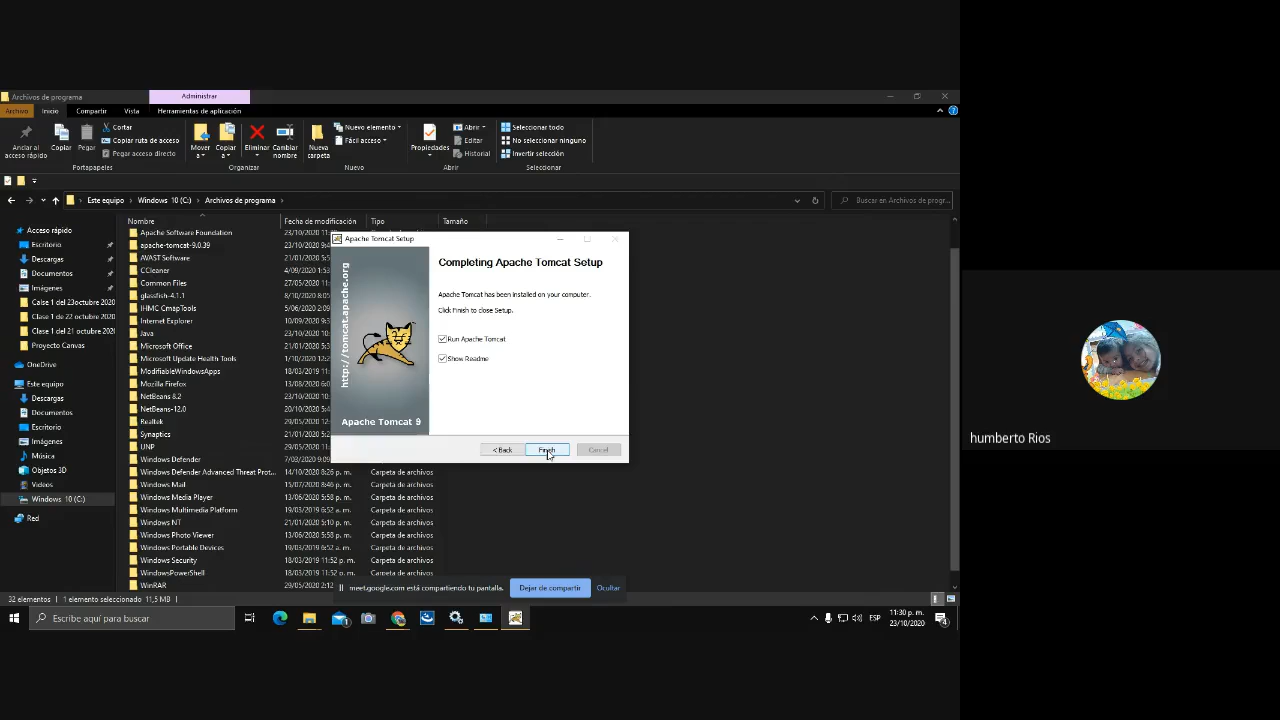 Archivos de programa
Administrar
Archivo Inicio Compartir Vista Herramientas de aplicación
Anclar al acceso rápido
Copiar
Pegar
Cortar
Copiar ruta de acceso
Pegar acceso directo
Mover a
Copiar a
Eliminar
Cambiar nombre
Nueva carpeta
Nuevo elemento
Fácil acceso
Propiedades
Abrir
Editar
Historial
Seleccionar todo
No seleccionar ninguno
Invertir selección
Portapapeles Organizar Nuevo Abrir Seleccionar
Este equipo > Windows 10 (C:) > Archivos de programa >
Buscar en Archivos de progr...
Nombre Fecha de modificación Tipo Tamaño
Acceso rápido
Escritorio
Descargas
Documentos
Imágenes
Calse 1 del 23octubre 2020
Clase 1 de 22 octubre 2020
Clase 1 del 21 octubre 2020
Proyecto Canvas
OneDrive
Este equipo
Descargas
Documentos
Escritorio
Imágenes
Música
Objetos 3D
Videos
Windows 10 (C:)
Red
Apache Software Foundation 23/10/2020 11:
apache-tomcat-9.0.39 23/10/2020 9:4
AVAST Software 23/10/2020 8:
CCleaner 4/09/2020 1:53
Common Files 27/05/2020 11:
glassfish-4.1.1 8/10/2020 8:05
IHMC CmapTools 5/06/2020 2:09
Internet Explorer 10/09/2020 9:5
Java 23/10/2020
Microsoft Office 23/10/2020
Microsoft Update Health Tools 1/10/2020 12:
ModifiableWindowsApps 18/03/2019 11:
Mozilla Firefox 13/08/2020 6:0
NetBeans 8.2 23/10/2020 10:
NetBeans-12.0 20/10/2020
Realtek 29/05/2020 12:
Synaptics 21/01/2020 5:
UNP 29/05/2020 11:
Windows Defender 7/09/2020
Windows Defender Advanced Threat Prot... 14/10/2020 8:26 p. m. Carpeta de archivos
Windows Mail 15/07/2020 8:46 p. m. Carpeta de archivos
Windows Media Player 13/06/2020 5:58 p. m. Carpeta de archivos
Windows Multimedia Platform 19/03/2019 6:52 a. m. Carpeta de archivos
Windows NT 21/01/2020 5:10 p. m. Carpeta de archivos
Windows Photo Viewer 13/06/2020 5:58 p. m. Carpeta de archivos
Windows Portable Devices 19/03/2019 6:52 a. m. Carpeta de archivos
Windows Security 18/03/2019 11:52 p. m. Carpeta de archivos
WindowsPowerShell 18/03/2019 11:52 p. m. Carpeta de archivos
WinRAR 29/05/2020 2:12
Apache Tomcat Setup
http://tomcat.apache.org
Apache Tomcat 9
Completing Apache Tomcat Setup
Apache Tomcat has been installed on your computer.
Click Finish to close Setup.
Run Apache Tomcat
Show Readme
< Back Finish Cancel
meet.google.com está compartiendo tu pantalla. Dejar de compartir Ocultar
32 elementos 1 elemento seleccionado 11,5 MB
Escribe aquí para buscar
ESP
11:30 p. m.
23/10/2020
4
humberto Rios